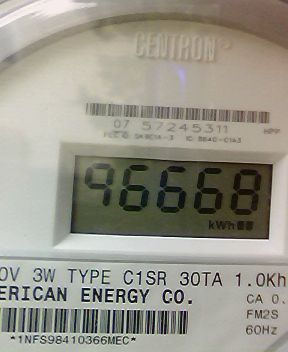 CENTRON
07 57245311
96668
kWh
0V 3W TYPE C1SR 30TA 1.0Kh
ERICAN ENERGY CO. CA 0.
FM2S
60Hz
*1NFS98410366MEC*